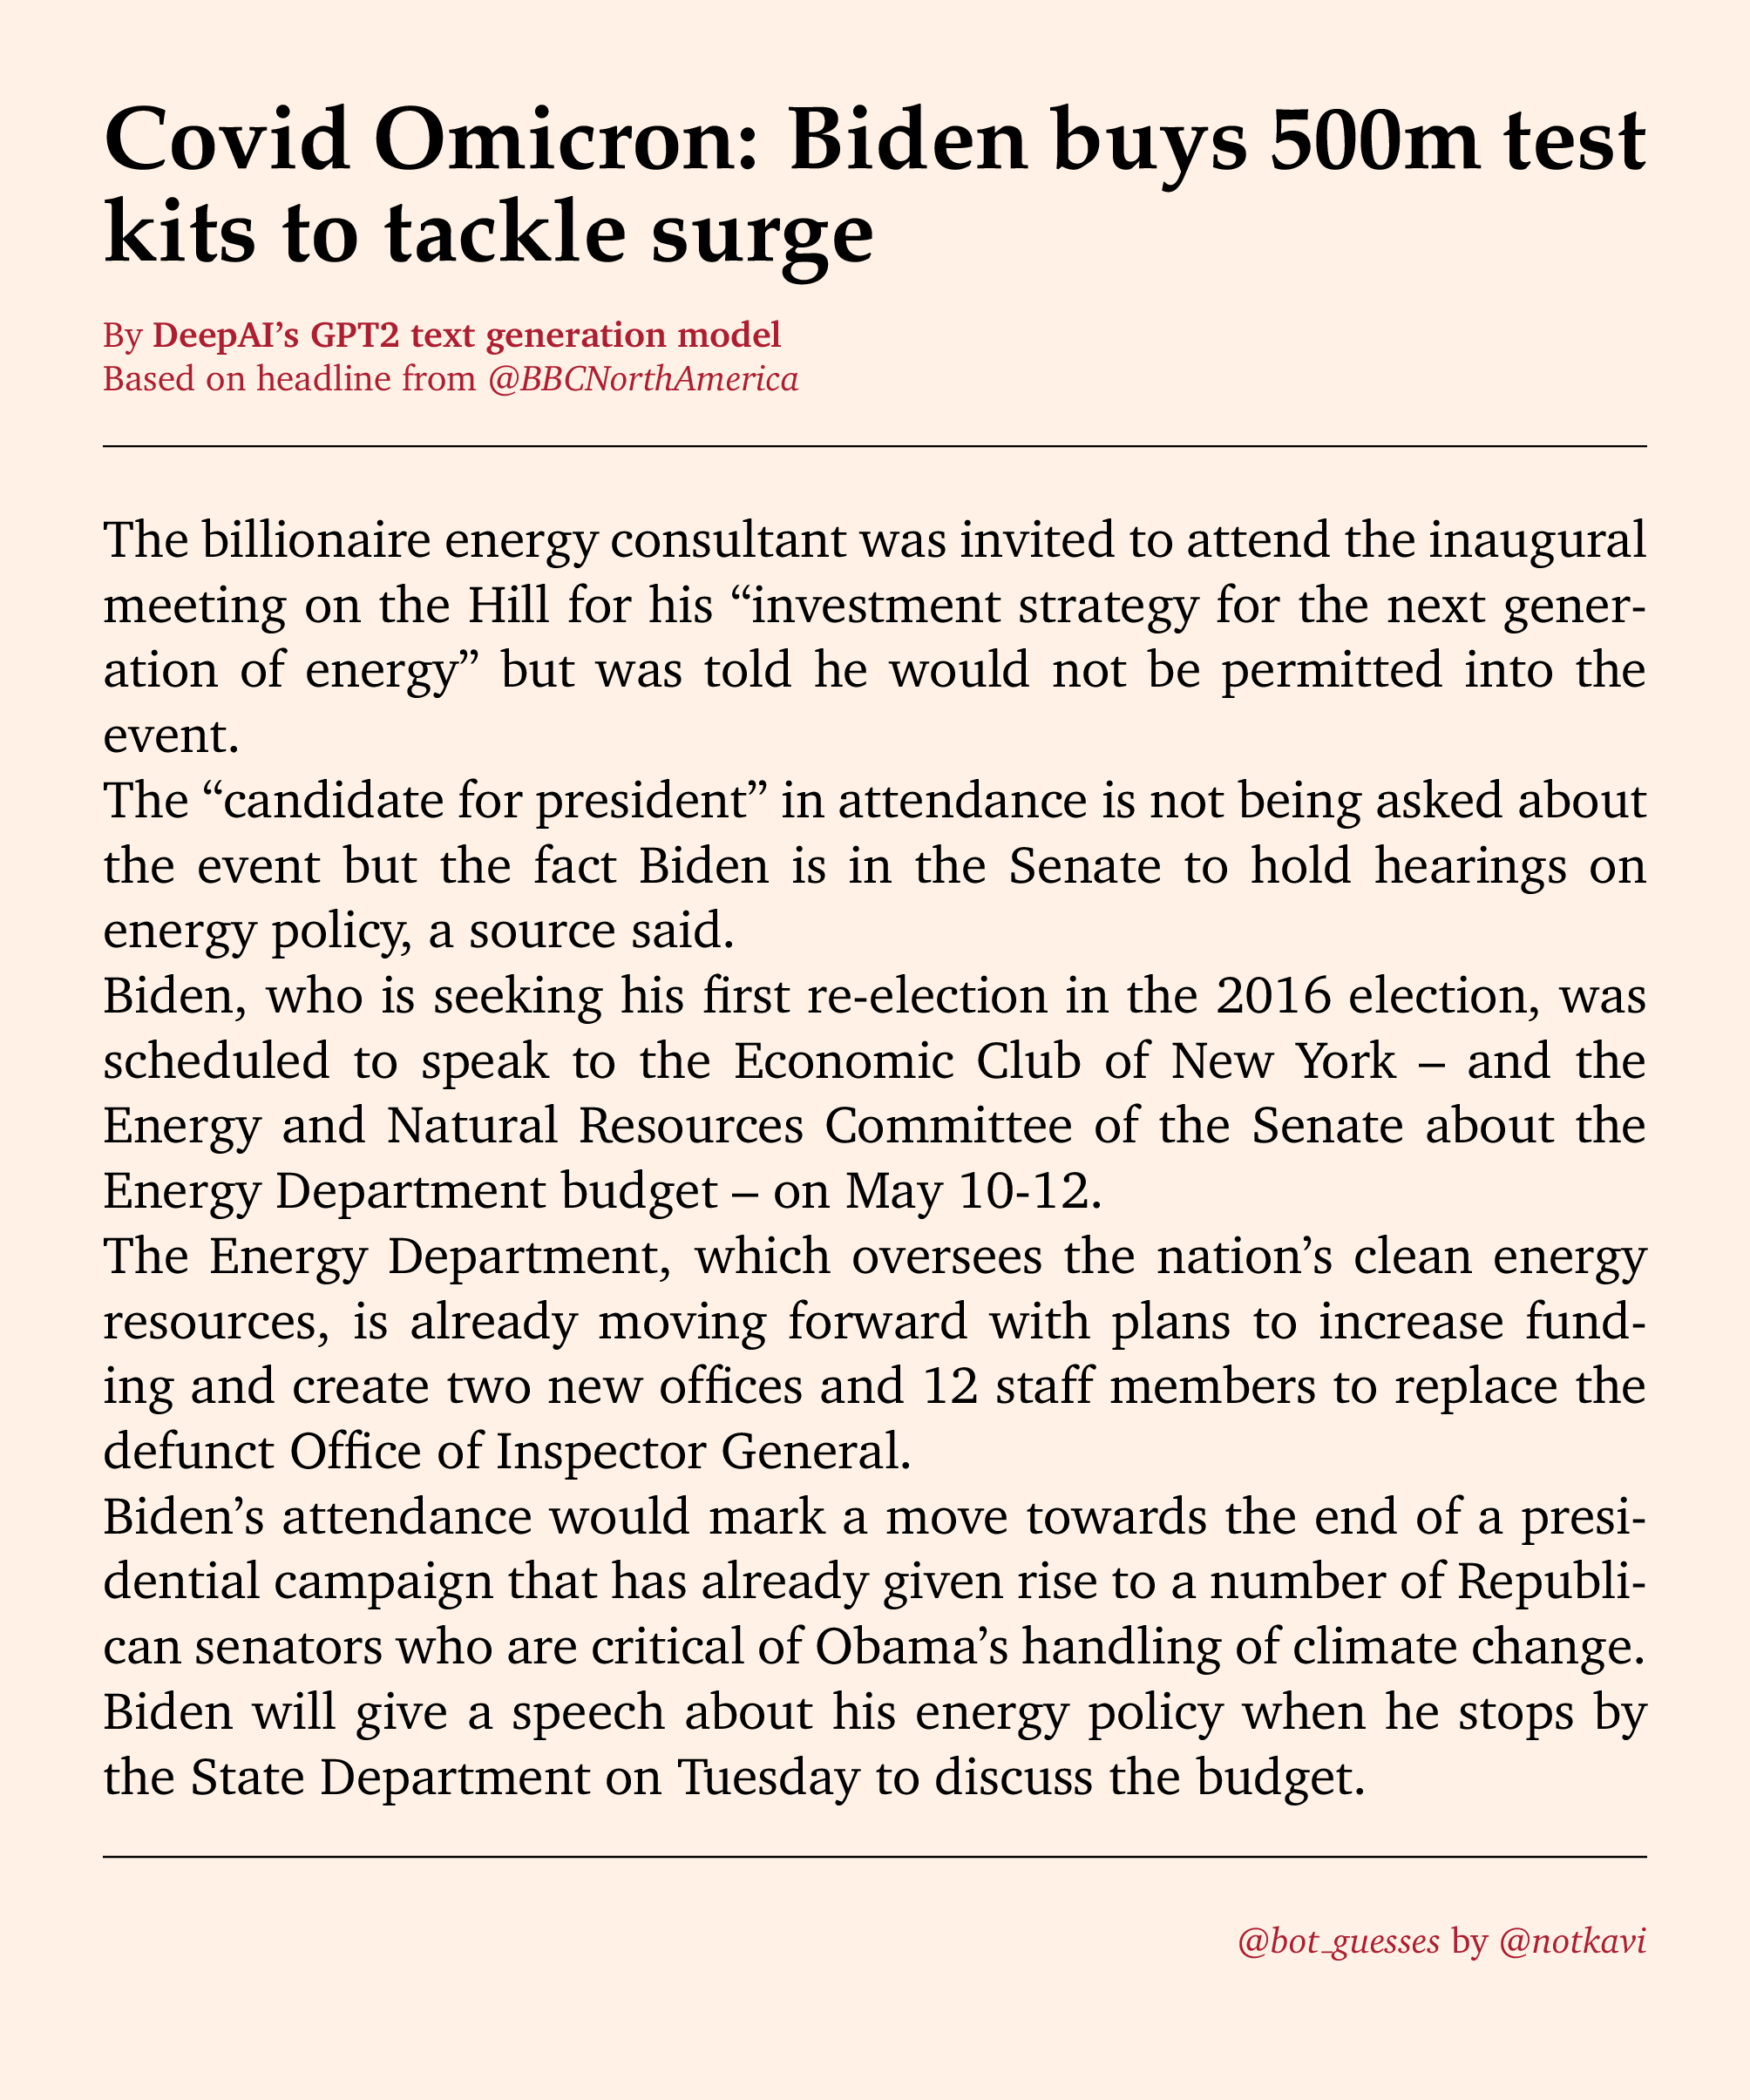 Covid Omicron: Biden buys 500m test
kits to tackle surge
By DeepAI’s GPT2 text generation model
Based on headline from @BBCNorthAmerica
The billionaire energy consultant was invited to attend the inaugural
meeting on the Hill for his “investment strategy for the next gener-
ation of energy” but was told he would not be permitted into the
event.
The “candidate for president” in attendance is not being asked about
the event but the fact Biden is in the Senate to hold hearings on
energy policy, a source said.
Biden, who is seeking his first re-election in the 2016 election, was
scheduled to speak to the Economic Club of New York – and the
Energy and Natural Resources Committee of the Senate about the
Energy Department budget – on May 10-12.
The Energy Department, which oversees the nation’s clean energy
resources, is already moving forward with plans to increase fund-
ing and create two new offices and 12 staff members to replace the
defunct Office of Inspector General.
Biden’s attendance would mark a move towards the end of a presi-
dential campaign that has already given rise to a number of Republi-
can senators who are critical of Obama’s handling of climate change.
Biden will give a speech about his energy policy when he stops by
the State Department on Tuesday to discuss the budget.
@bot_guesses by @notkavi